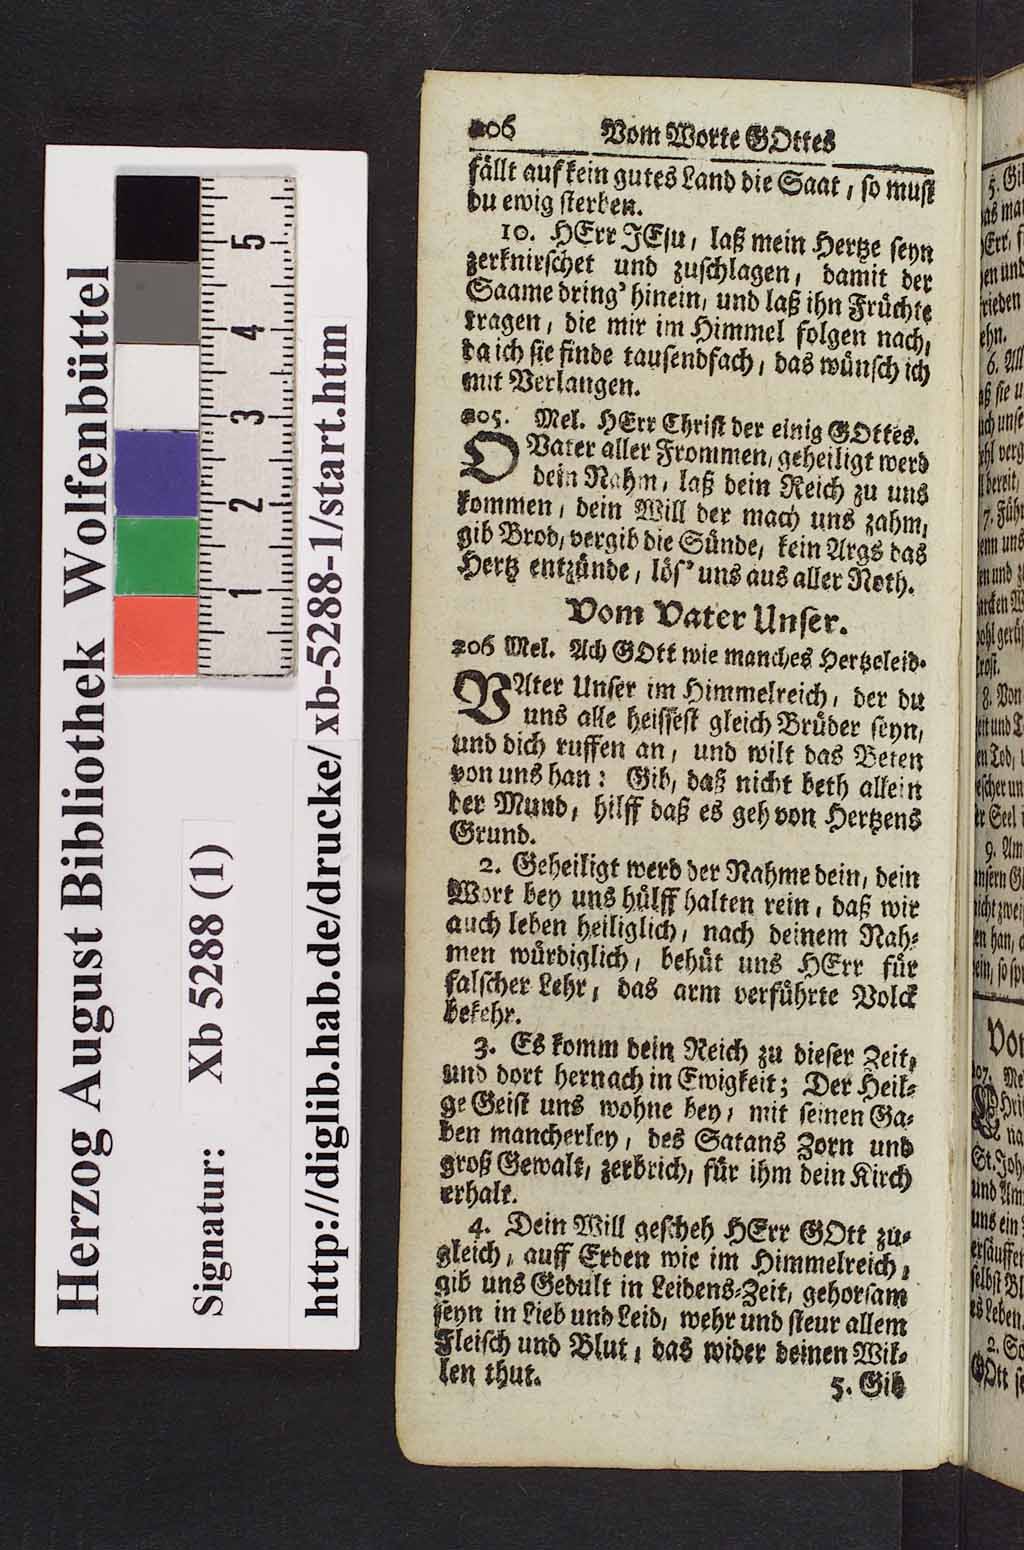 206 Vom Worte GOttes
fällt auf kein gutes Land die Saat, so must
du ewig sterben.
10. HErr JEsu, laß mein Hertze seyn
zerknirschet und zuschlagen, damit der
Saame dring' hinein, und laß ihn Früchte
tragen, die mir im Himmel folgen nach,
da ich sie finde tausendfach, das wünsch ich
mit Verlangen.
205. Mel. HErr Christ der einig GOttes.
O Vater aller Frommen, geheiligt werd
dein Nahm, laß dein Reich zu uns
kommen, dein Will der mach uns zahm,
gib Brod, vergib die Sünde, kein Args das
Hertz entzünde, lös' uns aus aller Noth.
Vom Vater Unser.
206 Mel. Ach GOtt wie manches Hertzeleid.
VAter Unser im Himmelreich, der du
uns alle heissest gleich Brüder seyn,
und dich ruffen an, und wilt das Beten
von uns han: Gib, daß nicht beth allein
der Mund, hilff daß es geh von Hertzens
Grund.
2. Geheiligt werd der Nahme dein, dein
Wort bey uns hülff halten rein, daß wir
auch leben heiliglich, nach deinem Nah-
men würdiglich, behüt uns HErr für
falscher Lehr, das arm verführte Volck
bekehr.
3. Es komm dein Reich zu dieser Zeit,
und dort hernach in Ewigkeit; Der Heil-
ge Geist uns wohne bey, mit seinen Ga-
ben mancherley, des Satans Zorn und
groß Gewalt, zerbrich, für ihm dein Kirch
erhalt.
4. Dein Will gescheh HErr GOtt zu-
gleich, auff Erden wie im Himmelreich,
gib uns Gedult in Leidens-Zeit, gehorsam
seyn in Lieb und Leid, wehr und steur allem
Fleisch und Blut, das wider deinen Wil-
len thut.
5. Gib
Herzog August Bibliothek Wolfenbüttel
Signatur: Xb 5288 (1)
http://diglib.hab.de/drucke/ xb-5288-1/start.htm
1 2 3 4 5